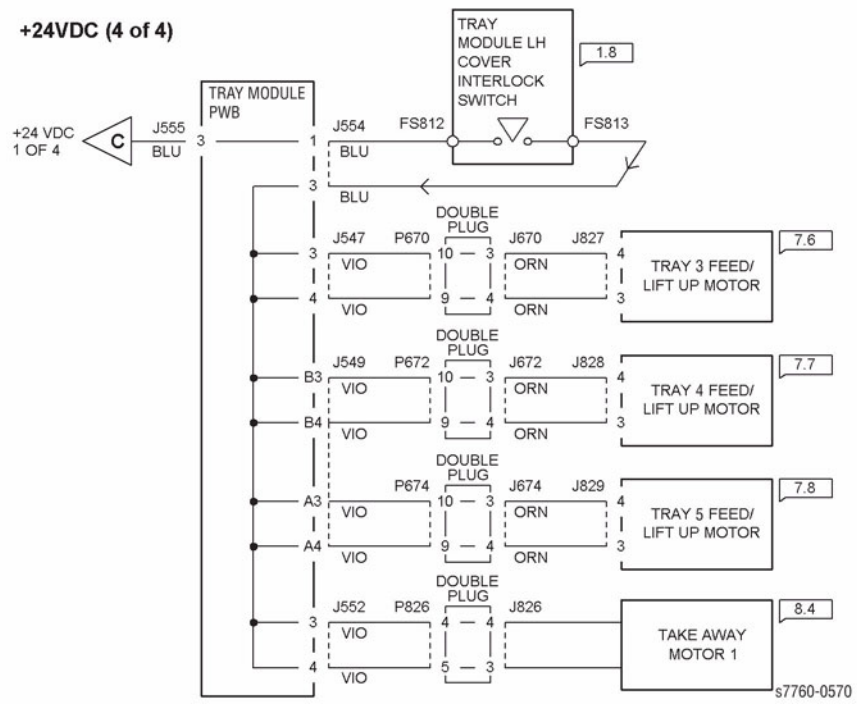 +24VDC (4 of 4)
TRAY
MODULE LH
COVER
INTERLOCK
SWITCH
1.8
TRAY MODULE
PWB
+24 VDC
1 OF 4
C
J555
BLU
3
1
J554
BLU
FS812
FS813
3
BLU
DOUBLE
PLUG
J547
P670
J670
J827
7.6
3
VIO
10 — 3
ORN
4
TRAY 3 FEED/
LIFT UP MOTOR
4
VIO
9 — 4
ORN
3
DOUBLE
PLUG
J549
P672
J672
J828
7.7
B3
VIO
10 — 3
ORN
4
TRAY 4 FEED/
LIFT UP MOTOR
B4
VIO
9 — 4
ORN
3
DOUBLE
PLUG
P674
J674
J829
7.8
A3
VIO
10 — 3
ORN
4
TRAY 5 FEED/
LIFT UP MOTOR
A4
VIO
9 — 4
ORN
3
DOUBLE
PLUG
J552
P826
J826
8.4
3
VIO
4 — 4
TAKE AWAY
MOTOR 1
4
VIO
5 — 3
s7760-0570